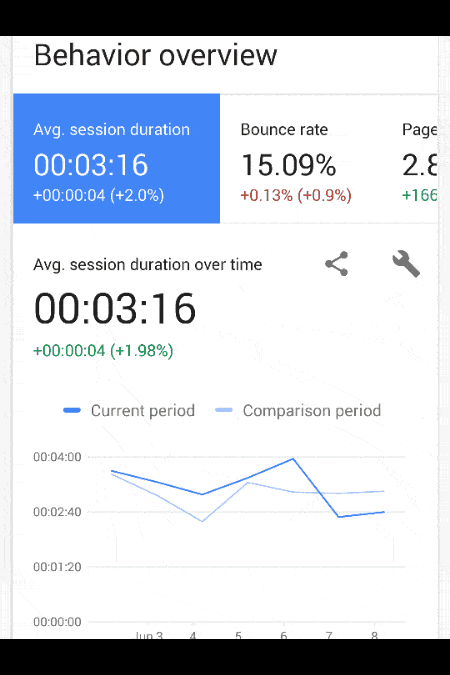 Behavior overview
Avg. session duration
00:03:16
+00:00:04 (+2.0%)
Bounce rate
15.09%
+0.13% (+0.9%)
Page
2.8
+166
Avg. session duration over time
00:03:16
+00:00:04 (+1.98%)
Current period
Comparison period
00:04:00
00:02:40
00:01:20
00:00:00
Jun 3 4 5 6 7 8